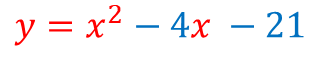 y = x² − 4x − 21